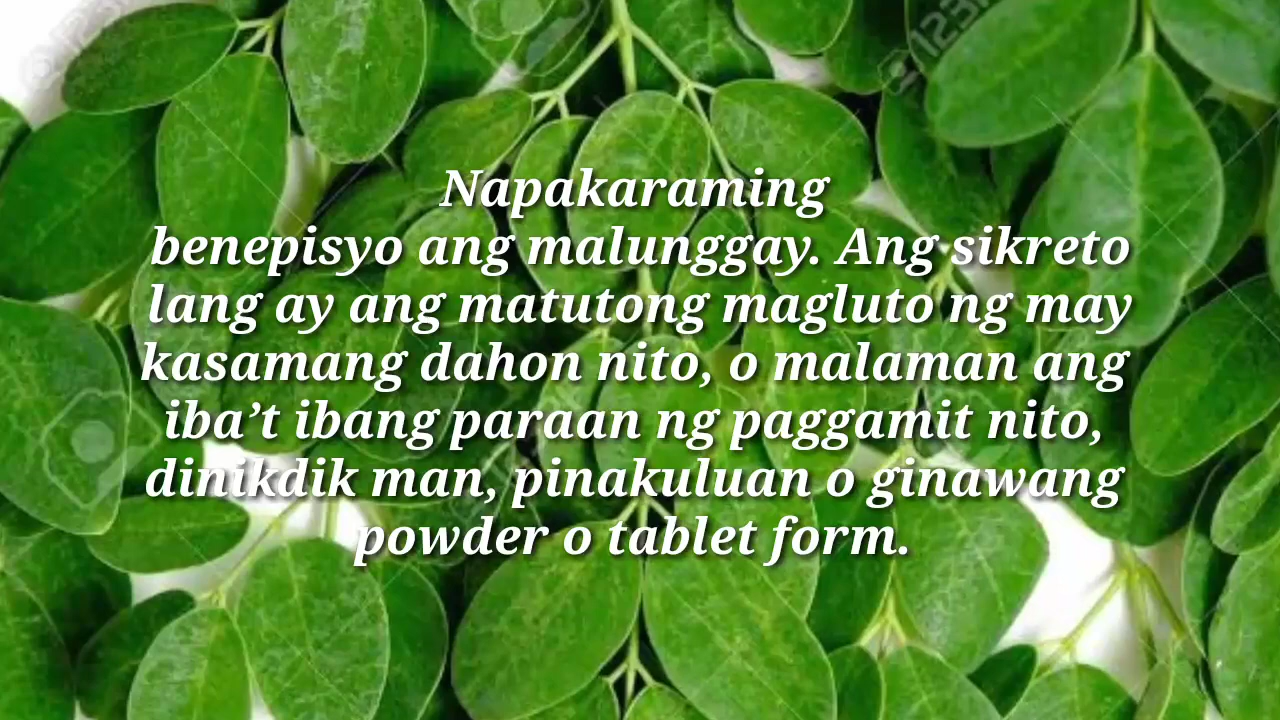 Napakaraming
benepisyo ang malunggay. Ang sikreto
lang ay ang matutong magluto ng may
kasamang dahon nito, o malaman ang
iba’t ibang paraan ng paggamit nito,
dinikdik man, pinakuluan o ginawang
powder o tablet form.